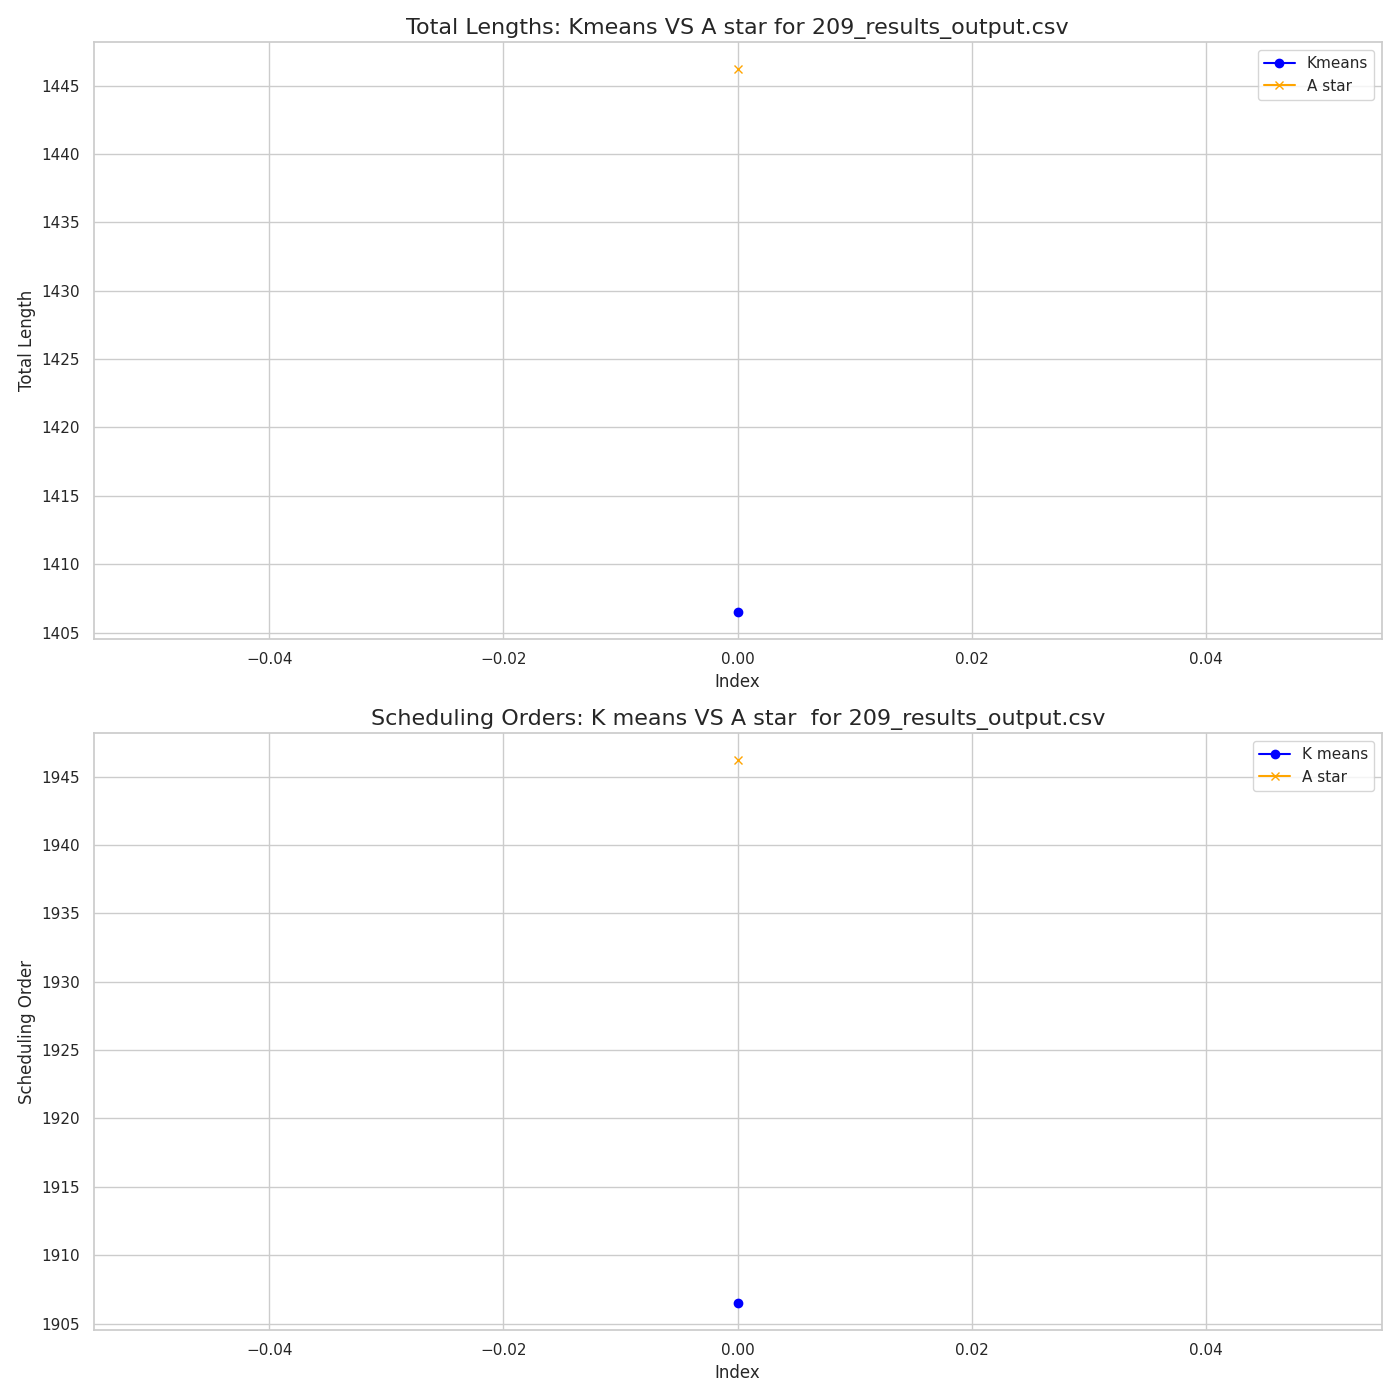 Total Lengths: Kmeans VS A star for 209_results_output.csv
Kmeans
A star
Total Length
1445
1440
1435
1430
1425
1420
1415
1410
1405
−0.04
−0.02
0.00
0.02
0.04
Index
Scheduling Orders: K means VS A star  for 209_results_output.csv
K means
A star
Scheduling Order
1945
1940
1935
1930
1925
1920
1915
1910
1905
−0.04
−0.02
0.00
0.02
0.04
Index